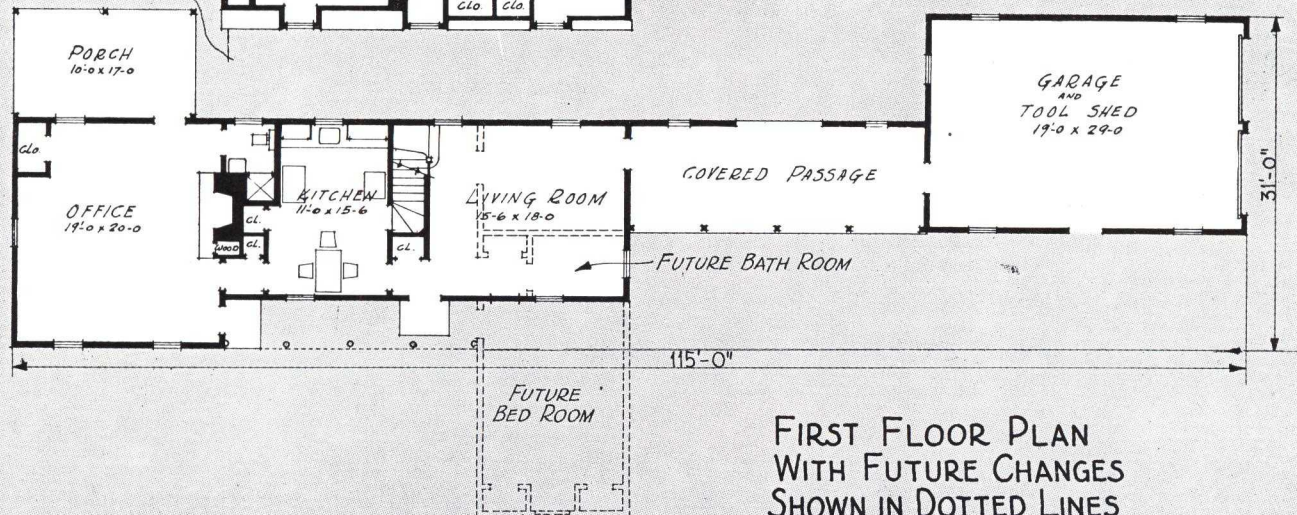 Clo.
Clo.
PORCH
10'-0 x 17-0
GARAGE
AND
TOOL SHED
19'-0 x 29-0
Clo.
KITCHEN
11'-0 x 15-6
LIVING ROOM
15-6 x 18-0
COVERED PASSAGE
31'-0"
OFFICE
19'-0 x 20-0
CL.
CL.
WOOD
CL.
FUTURE BATH ROOM
115'-0"
FUTURE
BED ROOM
FIRST FLOOR PLAN
WITH FUTURE CHANGES
SHOWN IN DOTTED LINES